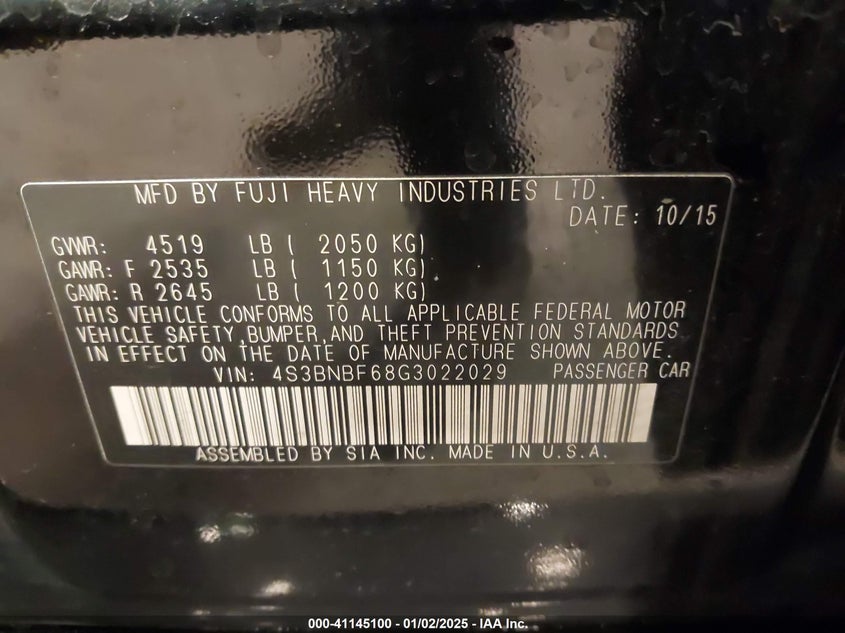 MFD BY FUJI HEAVY INDUSTRIES LTD.
DATE: 10/15
GVWR: 4519 LB ( 2050 KG)
GAWR: F 2535 LB ( 1150 KG)
GAWR: R 2645 LB ( 1200 KG)
THIS VEHICLE CONFORMS TO ALL APPLICABLE FEDERAL MOTOR
VEHICLE SAFETY,BUMPER,AND THEFT PREVENTION STANDARDS
IN EFFECT ON THE DATE OF MANUFACTURE SHOWN ABOVE.
VIN: 4S3BNBF68G3022029 PASSENGER CAR
ASSEMBLED BY SIA INC. MADE IN U.S.A.
000-41145100 - 01/02/2025 - IAA Inc.